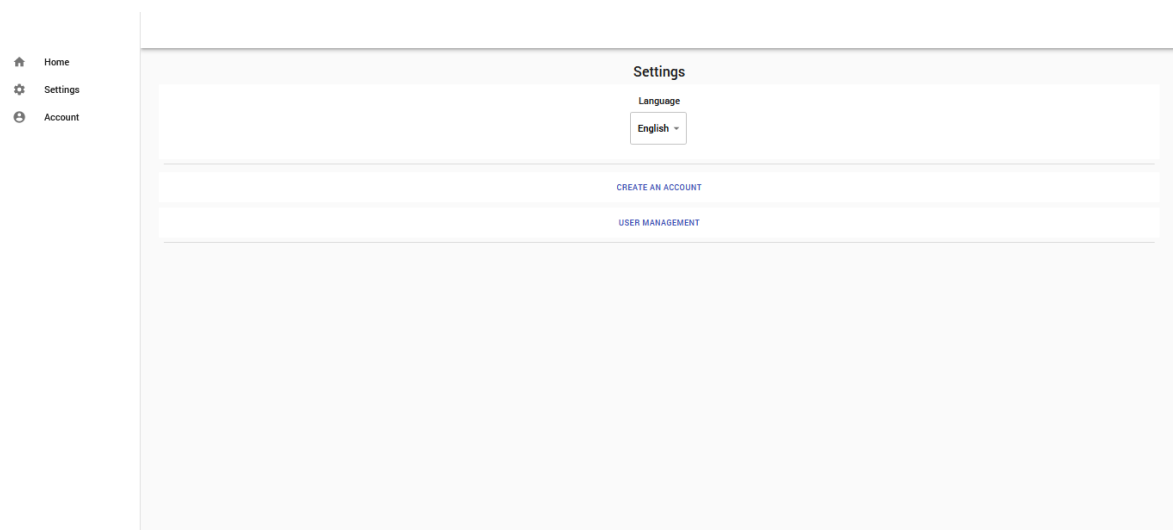 Home
Settings
Account
Settings
Language
English
CREATE AN ACCOUNT
USER MANAGEMENT